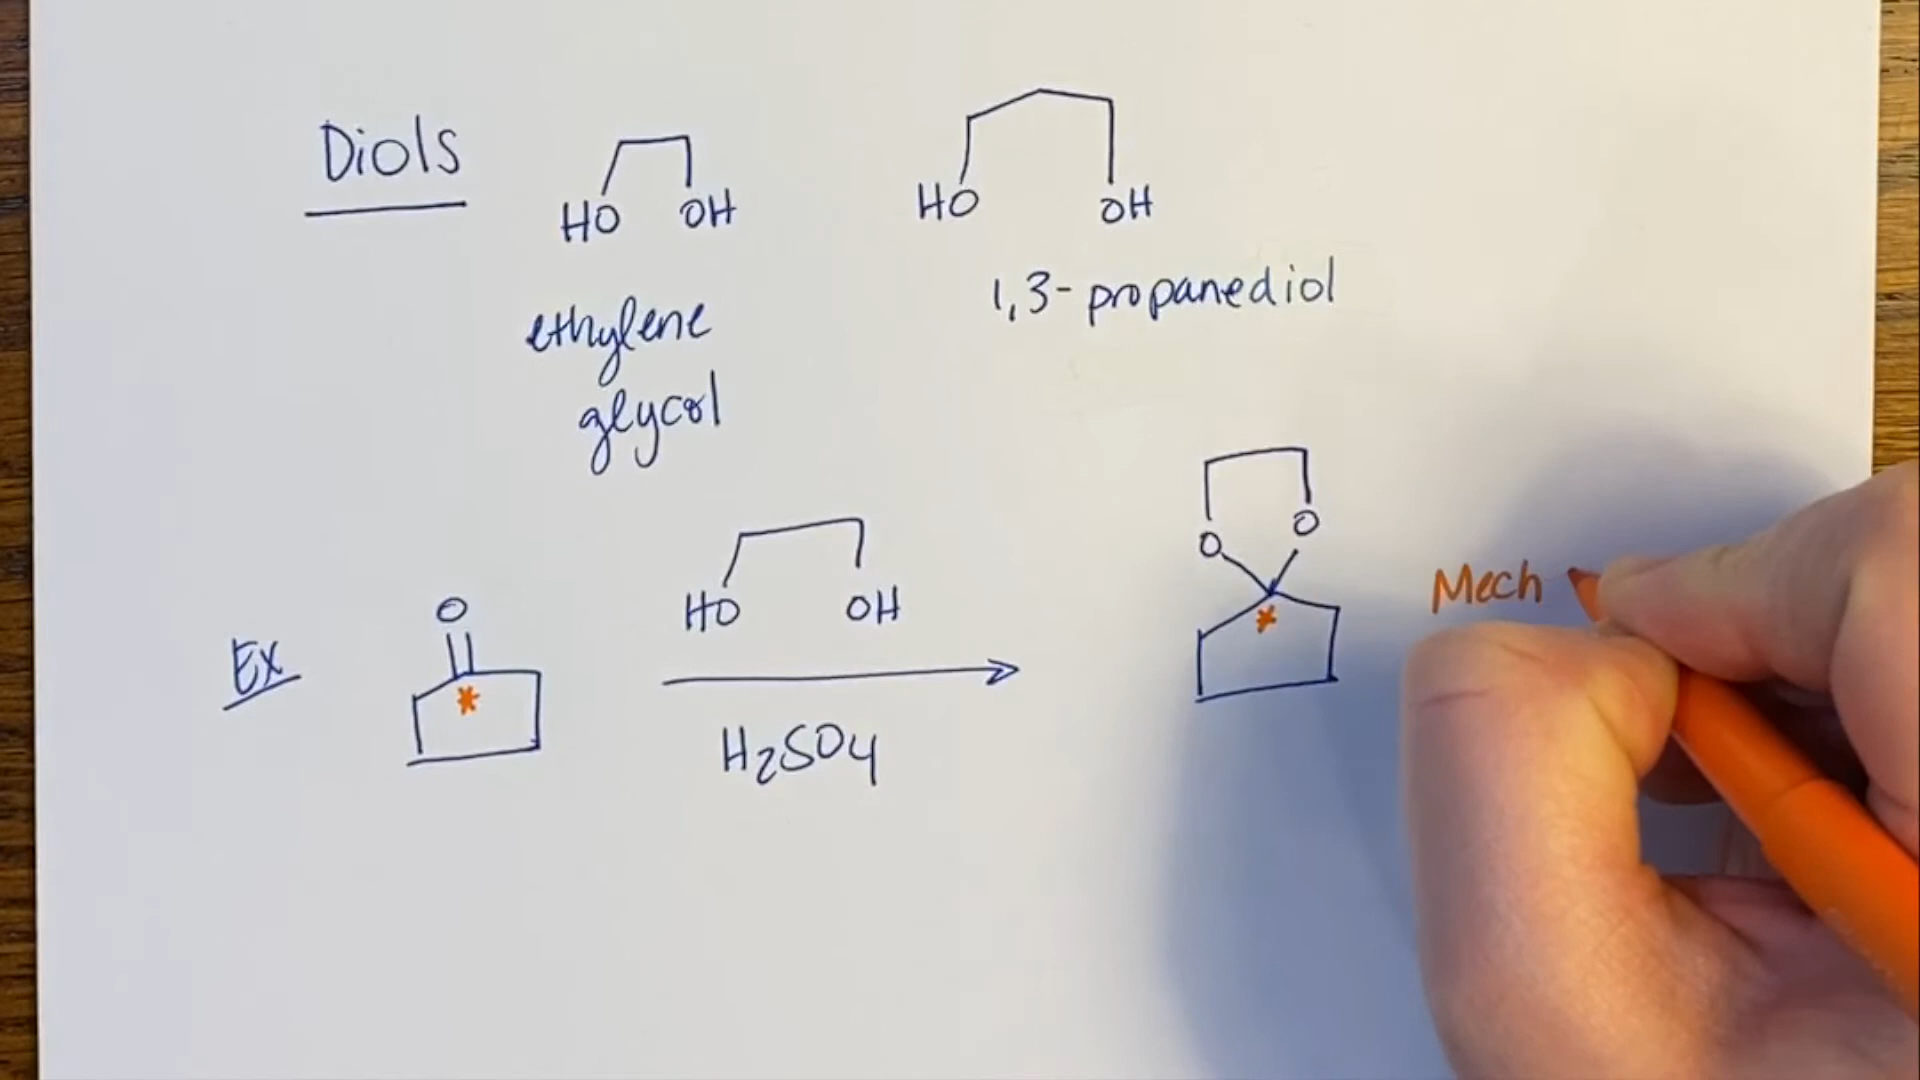 Diols
HO OH
HO OH
ethylene
glycol
1,3-propanediol
Ex
O
*
HO OH
H2SO4
O O
*
Mech